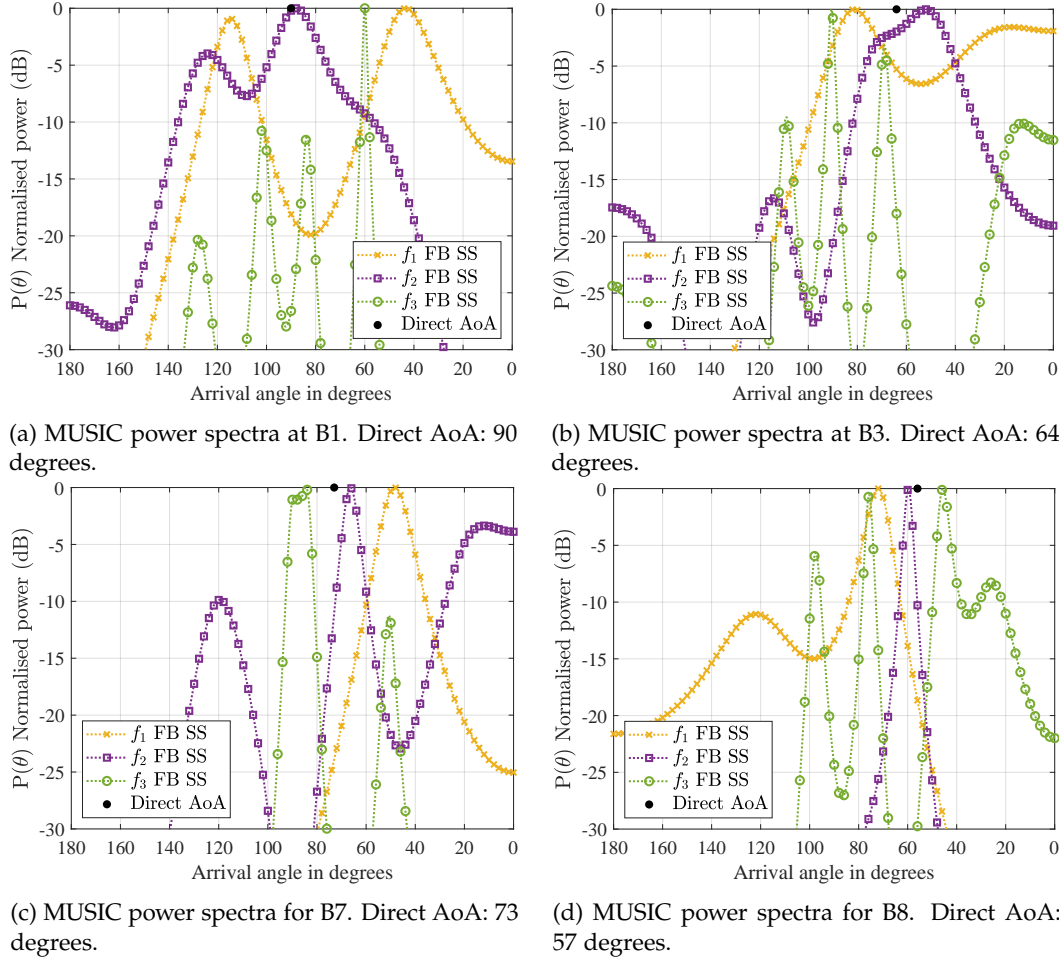 0
-5
-10
-15
-20
-25
-30
P(θ) Normalised power (dB)
f₁ FB SS
f₂ FB SS
f₃ FB SS
Direct AoA
180 160 140 120 100 80 60 40 20 0
Arrival angle in degrees
0
-5
-10
-15
-20
-25
-30
P(θ) Normalised power (dB)
f₁ FB SS
f₂ FB SS
f₃ FB SS
Direct AoA
180 160 140 120 100 80 60 40 20 0
Arrival angle in degrees
(a) MUSIC power spectra at B1. Direct AoA: 90
degrees.
(b) MUSIC power spectra at B3. Direct AoA: 64
degrees.
0
-5
-10
-15
-20
-25
-30
P(θ) Normalised power (dB)
f₁ FB SS
f₂ FB SS
f₃ FB SS
Direct AoA
180 160 140 120 100 80 60 40 20 0
Arrival angle in degrees
0
-5
-10
-15
-20
-25
-30
P(θ) Normalised power (dB)
f₁ FB SS
f₂ FB SS
f₃ FB SS
Direct AoA
180 160 140 120 100 80 60 40 20 0
Arrival angle in degrees
(c) MUSIC power spectra for B7. Direct AoA: 73
degrees.
(d) MUSIC power spectra for B8. Direct AoA:
57 degrees.